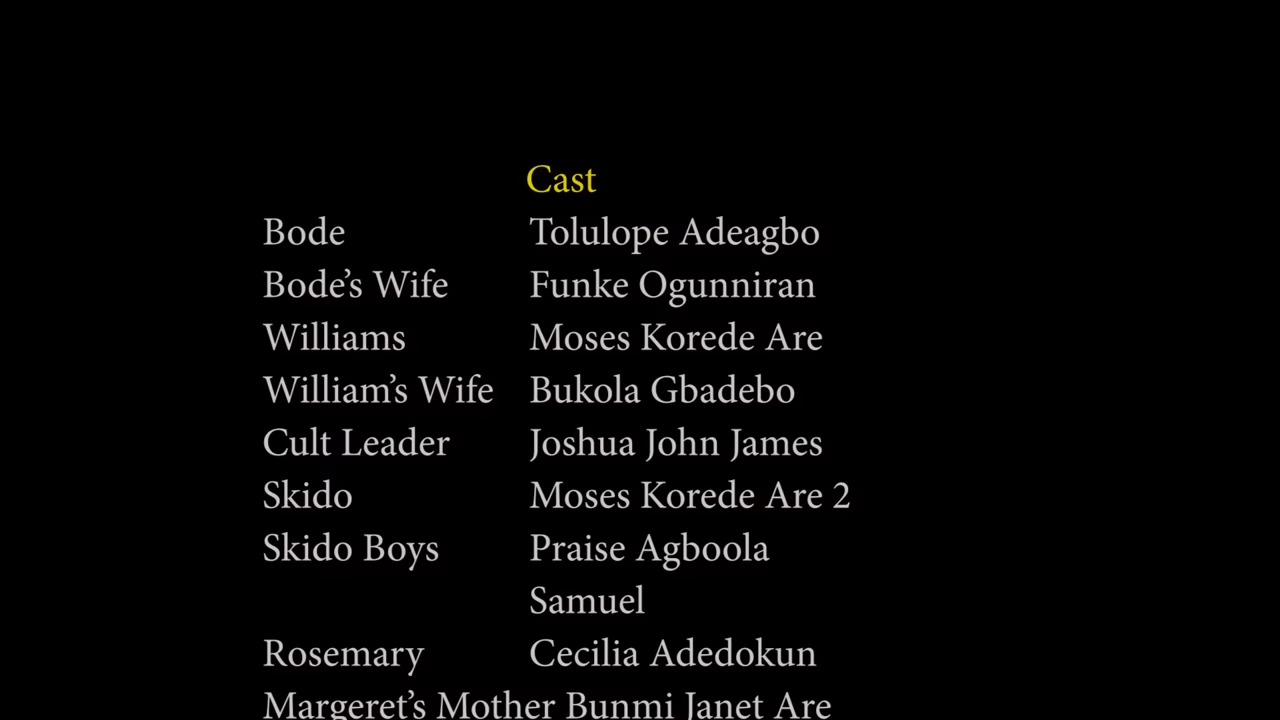 Cast
Bode Tolulope Adeagbo
Bode’s Wife Funke Ogunniran
Williams Moses Korede Are
William’s Wife Bukola Gbadebo
Cult Leader Joshua John James
Skido Moses Korede Are 2
Skido Boys Praise Agboola
Samuel
Rosemary Cecilia Adedokun
Margeret’s Mother Bunmi Janet Are